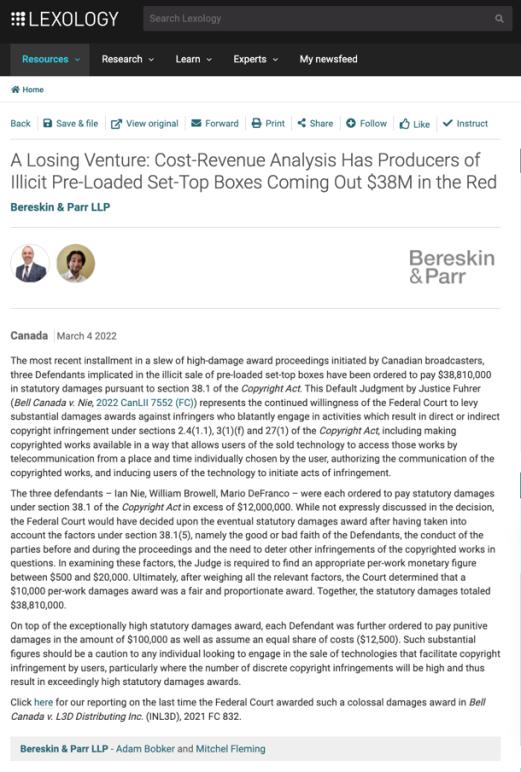 LEXOLOGY
Search Lexology
Resources
Research
Learn
Experts
My newsfeed
Home
Back
Save & file
View original
Forward
Print
Share
Follow
Like
Instruct
A Losing Venture: Cost-Revenue Analysis Has Producers of
Illicit Pre-Loaded Set-Top Boxes Coming Out $38M in the Red
Bereskin & Parr LLP
Bereskin
& Parr
Canada | March 4 2022
The most recent installment in a slew of high-damage award proceedings initiated by Canadian broadcasters,
three Defendants implicated in the illicit sale of pre-loaded set-top boxes have been ordered to pay $38,810,000
in statutory damages pursuant to section 38.1 of the Copyright Act. This Default Judgment by Justice Fuhrer
(Bell Canada v. Nie, 2022 CanLII 7552 (FC)) represents the continued willingness of the Federal Court to levy
substantial damages awards against infringers who blatantly engage in activities which result in direct or indirect
copyright infringement under sections 2.4(1.1), 3(1)(f) and 27(1) of the Copyright Act, including making
copyrighted works available in a way that allows users of the sold technology to access those works by
telecommunication from a place and time individually chosen by the user, authorizing the communication of the
copyrighted works, and inducing users of the technology to initiate acts of infringement.
The three defendants – Ian Nie, William Browell, Mario DeFranco – were each ordered to pay statutory damages
under section 38.1 of the Copyright Act in excess of $12,000,000. While not expressly discussed in the decision,
the Federal Court would have decided upon the eventual statutory damages award after having taken into
account the factors under section 38.1(5), namely the good or bad faith of the Defendants, the conduct of the
parties before and during the proceedings and the need to deter other infringements of the copyrighted works in
questions. In examining these factors, the Judge is required to find an appropriate per-work monetary figure
between $500 and $20,000. Ultimately, after weighing all the relevant factors, the Court determined that a
$10,000 per-work damages award was a fair and proportionate award. Together, the statutory damages totaled
$38,810,000.
On top of the exceptionally high statutory damages award, each Defendant was further ordered to pay punitive
damages in the amount of $100,000 as well as assume an equal share of costs ($12,500). Such substantial
figures should be a caution to any individual looking to engage in the sale of technologies that facilitate copyright
infringement by users, particularly where the number of discrete copyright infringements will be high and thus
result in exceedingly high statutory damages awards.
Click here for our reporting on the last time the Federal Court awarded such a colossal damages award in Bell
Canada v. L3D Distributing Inc. (INL3D), 2021 FC 832.
Bereskin & Parr LLP - Adam Bobker and Mitchel Fleming